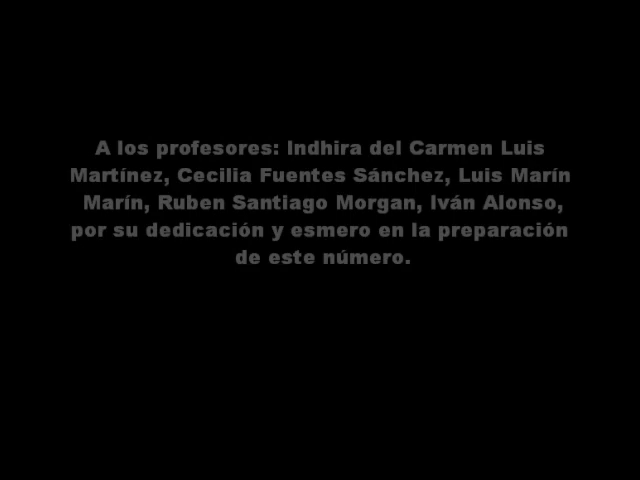 A los profesores: Indhira del Carmen Luis
Martínez, Cecilia Fuentes Sánchez, Luis Marín
Marín, Ruben Santiago Morgan, Iván Alonso,
por su dedicación y esmero en la preparación
de este número.